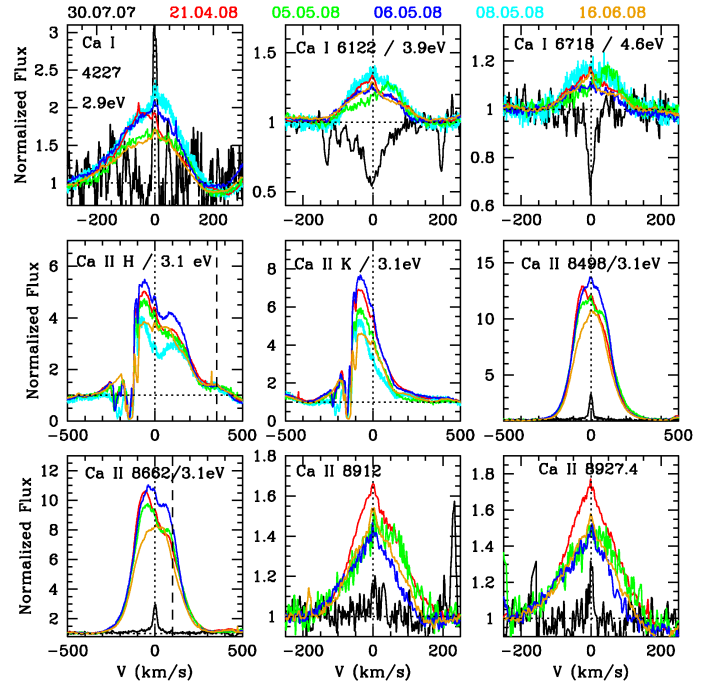 30.07.07 21.04.08 05.05.08 06.05.08 08.05.08 16.06.08
Normalized Flux
3
2.5
2
1.5
1
Ca I
4227
2.9eV
−200 0 200
1.5
1
0.5
Ca I 6122 / 3.9eV
−200 0 200
1.2
1
0.8
0.6
Ca I 6718 / 4.6eV
−200 0 200
Normalized Flux
6
4
2
0
Ca II H / 3.1 eV
−500 0 500
8
6
4
2
0
Ca II K / 3.1eV
−500 0 500
15
10
5
Ca II 8498/3.1eV
−500 0 500
Normalized Flux
12
10
8
6
4
2
Ca II 8662/3.1eV
−500 0 500
V (km/s)
1.8
1.6
1.4
1.2
1
Ca II 8912
−200 0 200
V (km/s)
1.8
1.6
1.4
1.2
1
Ca II 8927.4
−200 0 200
V (km/s)